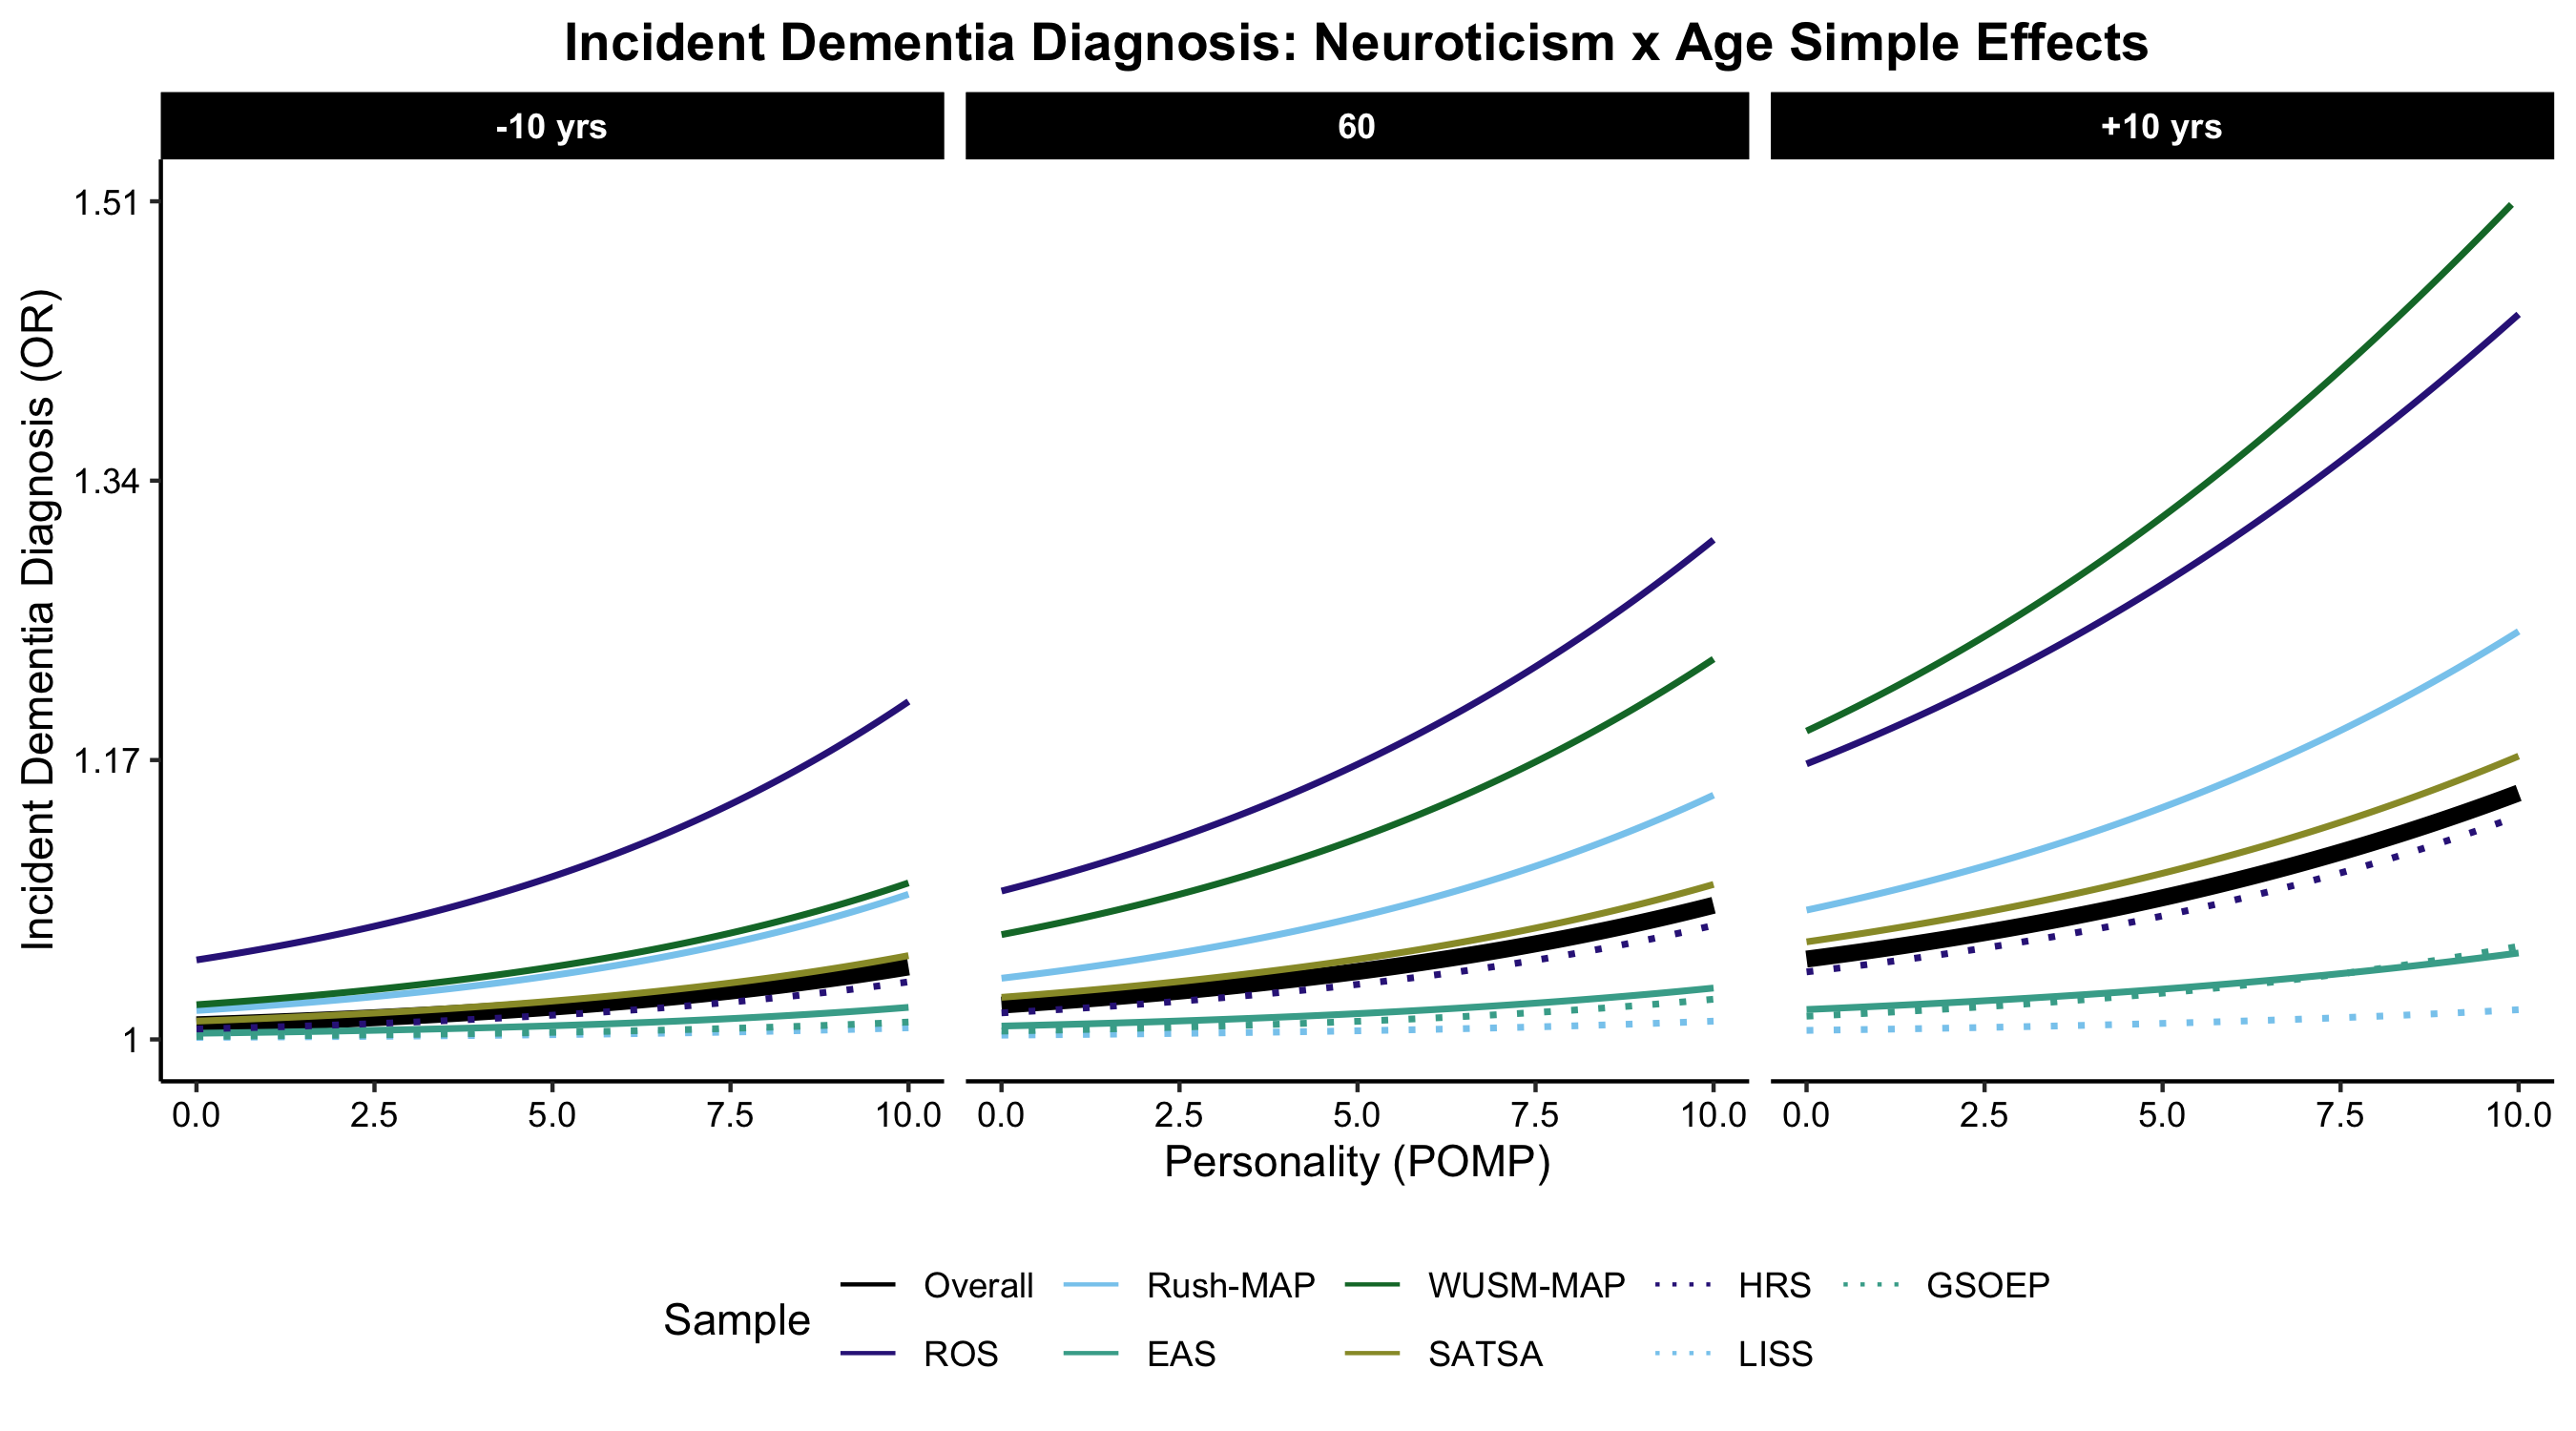 Incident Dementia Diagnosis: Neuroticism x Age Simple Effects
-10 yrs 60 +10 yrs
Incident Dementia Diagnosis (OR)
1.51
1.34
1.17
1
0.0 2.5 5.0 7.5 10.0 0.0 2.5 5.0 7.5 10.0 0.0 2.5 5.0 7.5 10.0
Personality (POMP)
Sample
Overall Rush-MAP WUSM-MAP HRS GSOEP
ROS EAS SATSA LISS